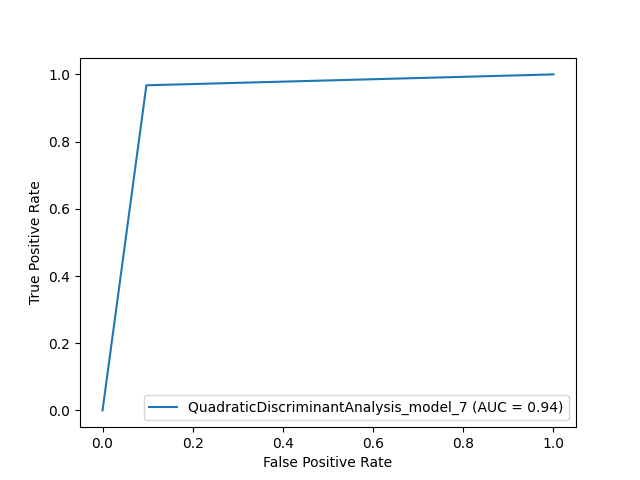 1.0
0.8
0.6
0.4
0.2
0.0
True Positive Rate
QuadraticDiscriminantAnalysis_model_7 (AUC = 0.94)
0.0 0.2 0.4 0.6 0.8 1.0
False Positive Rate